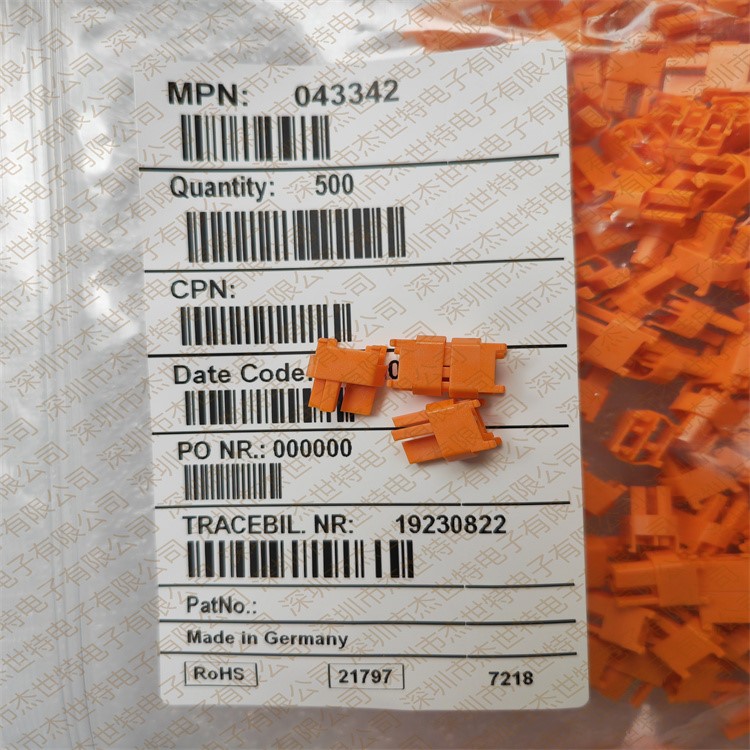 MPN: 043342
Quantity: 500
CPN:
Date Code:
PO NR.: 000000
TRACEBIL. NR: 19230822
PatNo.:
Made in Germany
RoHS 21797 7218
深圳市杰世特电子有限公司